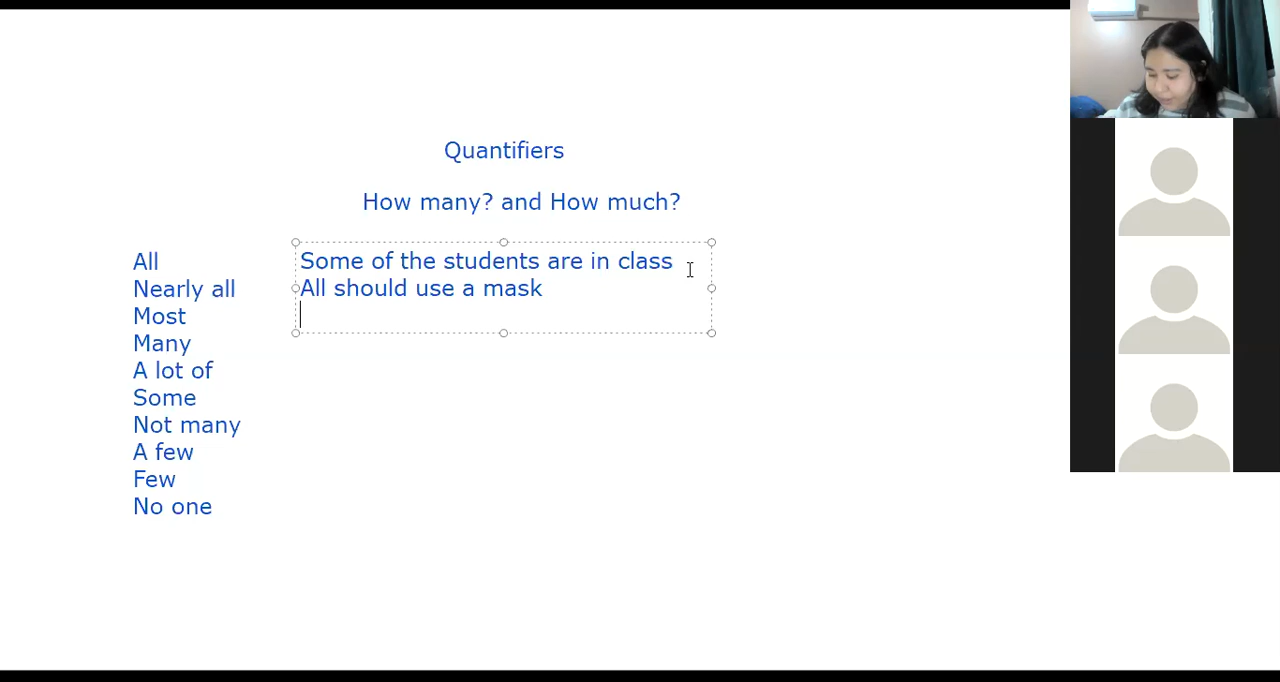 Quantifiers
How many? and How much?
All
Nearly all
Most
Many
A lot of
Some
Not many
A few
Few
No one
Some of the students are in class
All should use a mask